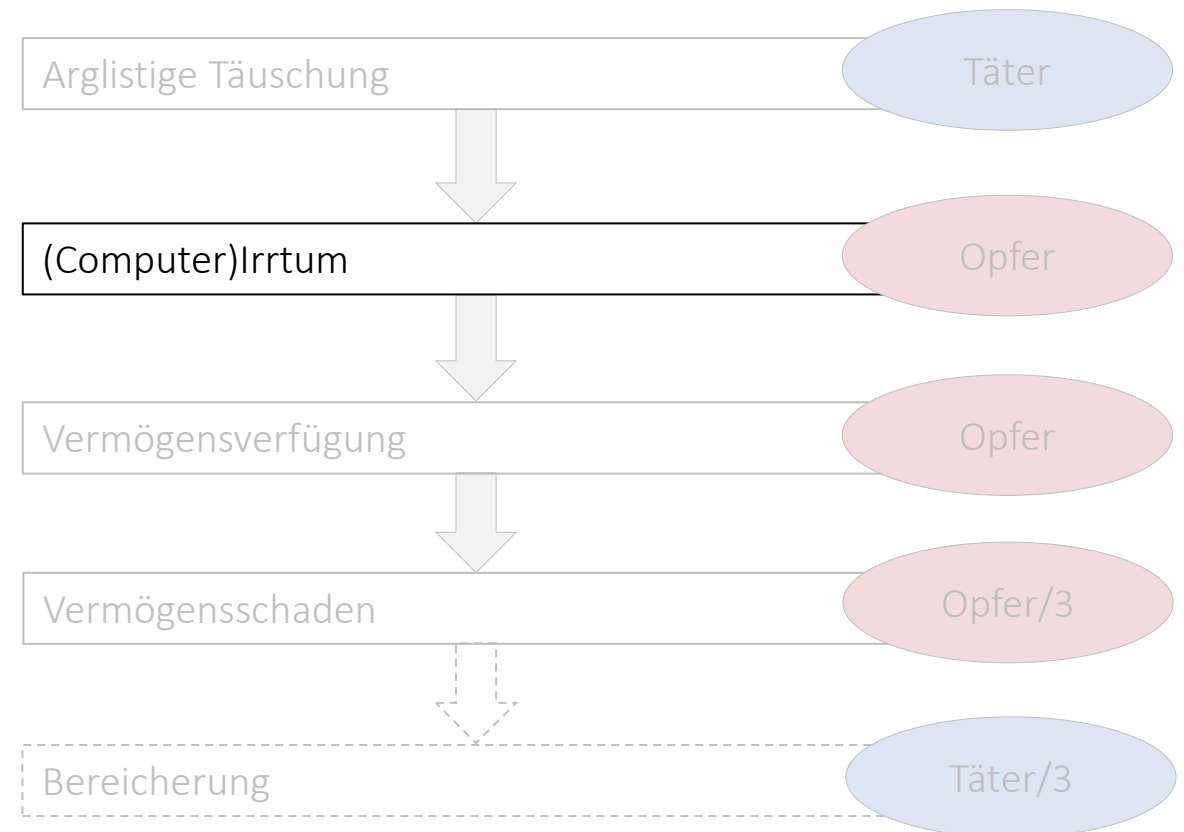 Arglistige Täuschung
Täter
(Computer)Irrtum
Opfer
Vermögensverfügung
Opfer
Vermögensschaden
Opfer/3
Bereicherung
Täter/3